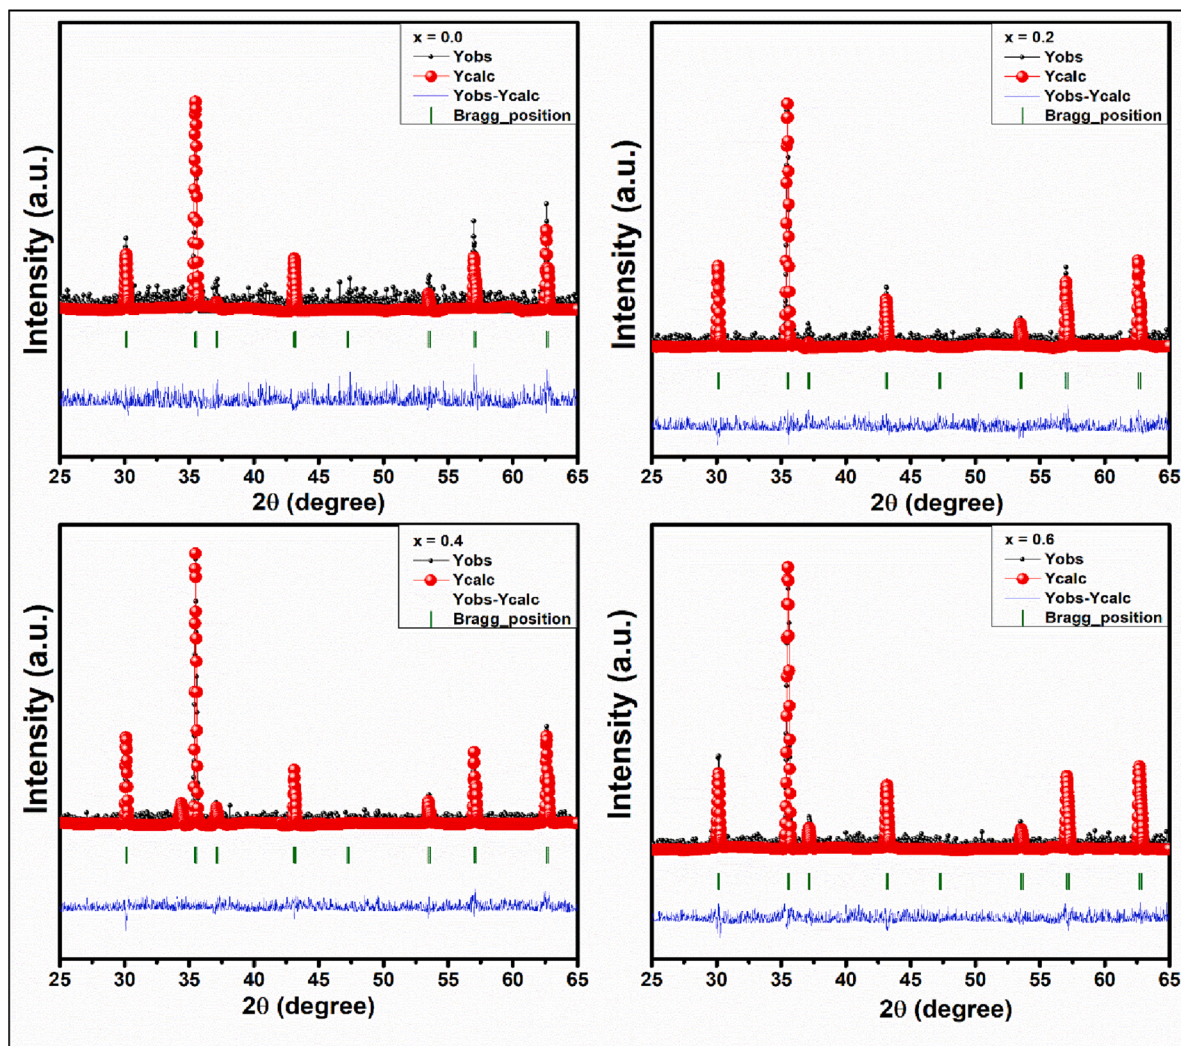 x = 0.0
Yobs
Ycalc
Yobs-Ycalc
Bragg_position
Intensity (a.u.)
25 30 35 40 45 50 55 60 65
2θ (degree)
x = 0.2
Yobs
Ycalc
Yobs-Ycalc
Bragg_position
Intensity (a.u.)
25 30 35 40 45 50 55 60 65
2θ (degree)
x = 0.4
Yobs
Ycalc
Yobs-Ycalc
Bragg_position
Intensity (a.u.)
25 30 35 40 45 50 55 60 65
2θ (degree)
x = 0.6
Yobs
Ycalc
Yobs-Ycalc
Bragg_position
Intensity (a.u.)
25 30 35 40 45 50 55 60 65
2θ (degree)